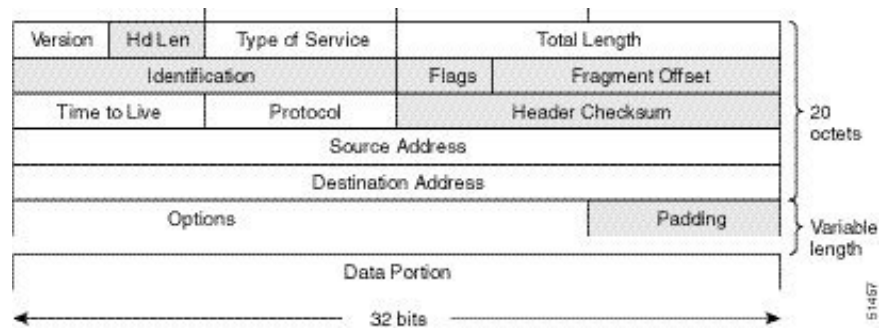 Version Hd Len Type of Service Total Length
Identification Flags Fragment Offset
Time to Live Protocol Header Checksum
20
octets
Source Address
Destination Address
Options Padding
Variable
length
Data Portion
32 bits
51457